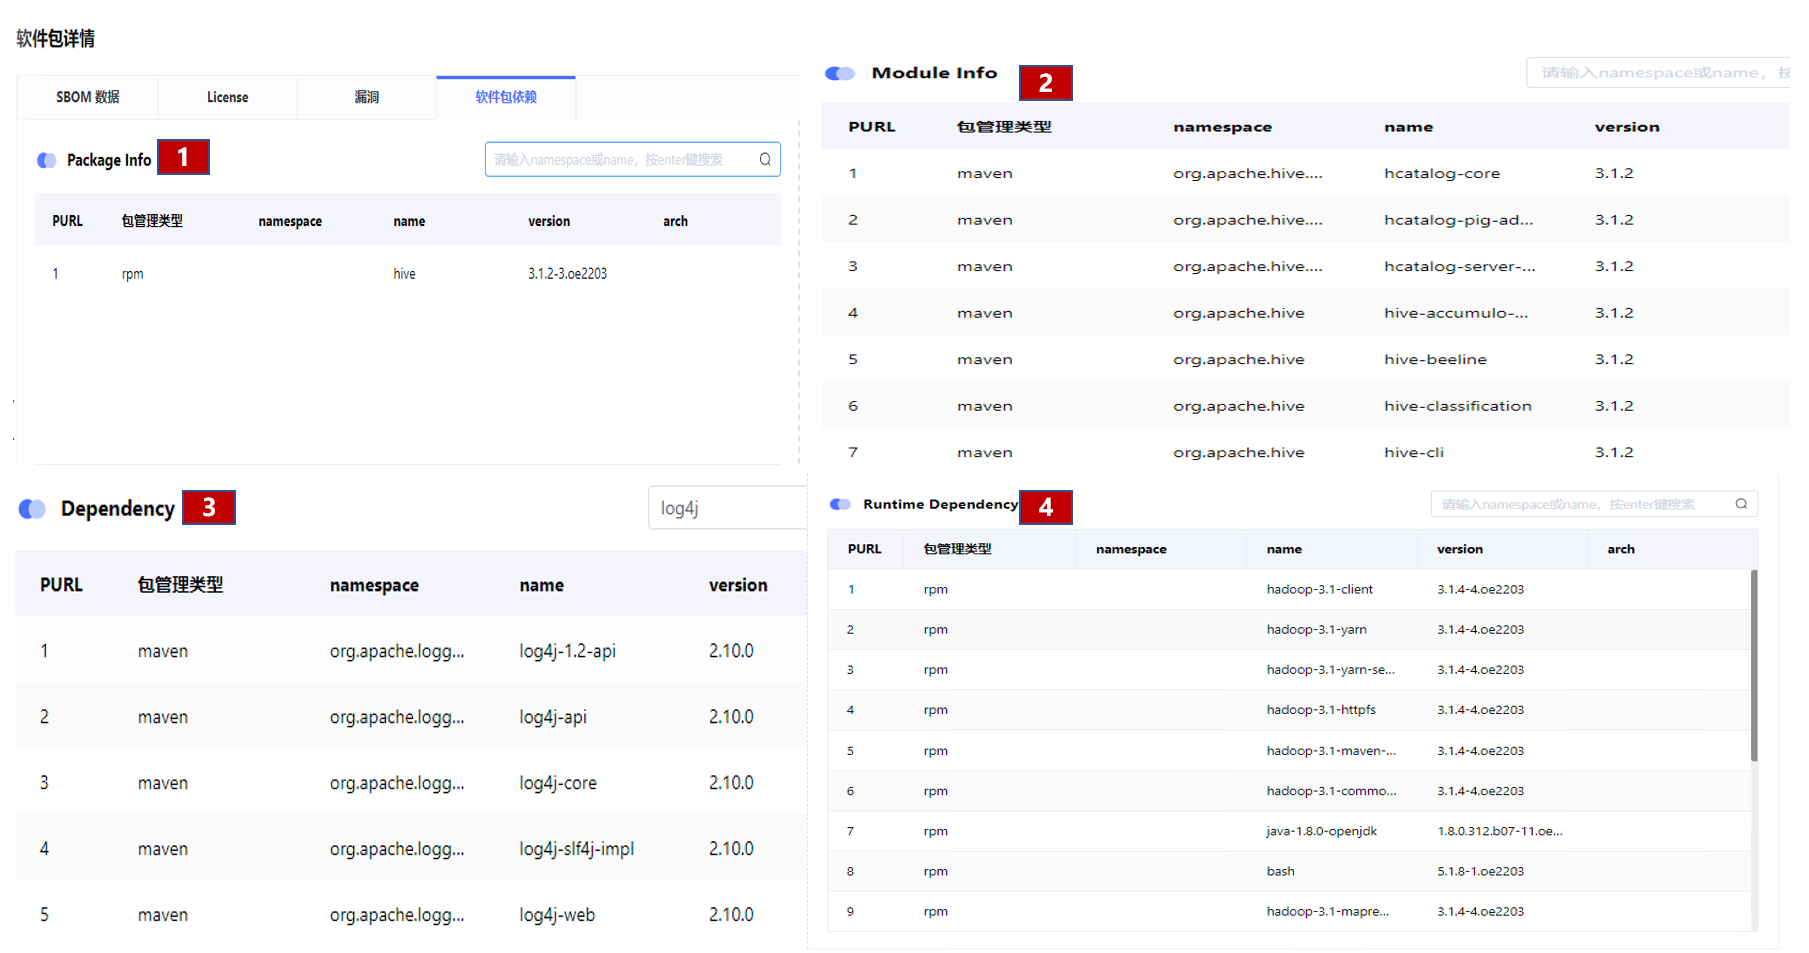 软件包详情
SBOM 数据 License 漏洞 软件包依赖
Package Info 1 请输入namespace或name，按enter键搜索
PURL 包管理类型 namespace name version arch
1 rpm hive 3.1.2-3.oe2203
Module Info 2 请输入namespace或name，按
PURL 包管理类型 namespace name version
1 maven org.apache.hive.... hcatalog-core 3.1.2
2 maven org.apache.hive.... hcatalog-pig-ad... 3.1.2
3 maven org.apache.hive.... hcatalog-server-... 3.1.2
4 maven org.apache.hive hive-accumulo-... 3.1.2
5 maven org.apache.hive hive-beeline 3.1.2
6 maven org.apache.hive hive-classification 3.1.2
7 maven org.apache.hive hive-cli 3.1.2
Dependency 3 log4j
PURL 包管理类型 namespace name version
1 maven org.apache.logg... log4j-1.2-api 2.10.0
2 maven org.apache.logg... log4j-api 2.10.0
3 maven org.apache.logg... log4j-core 2.10.0
4 maven org.apache.logg... log4j-slf4j-impl 2.10.0
5 maven org.apache.logg... log4j-web 2.10.0
Runtime Dependency 4 请输入namespace或name，按enter键搜索
PURL 包管理类型 namespace name version arch
1 rpm hadoop-3.1-client 3.1.4-4.oe2203
2 rpm hadoop-3.1-yarn 3.1.4-4.oe2203
3 rpm hadoop-3.1-yarn-se... 3.1.4-4.oe2203
4 rpm hadoop-3.1-httpfs 3.1.4-4.oe2203
5 rpm hadoop-3.1-maven-... 3.1.4-4.oe2203
6 rpm hadoop-3.1-commo... 3.1.4-4.oe2203
7 rpm java-1.8.0-openjdk 1.8.0.312.b07-11.oe...
8 rpm bash 5.1.8-1.oe2203
9 rpm hadoop-3.1-mapre... 3.1.4-4.oe2203